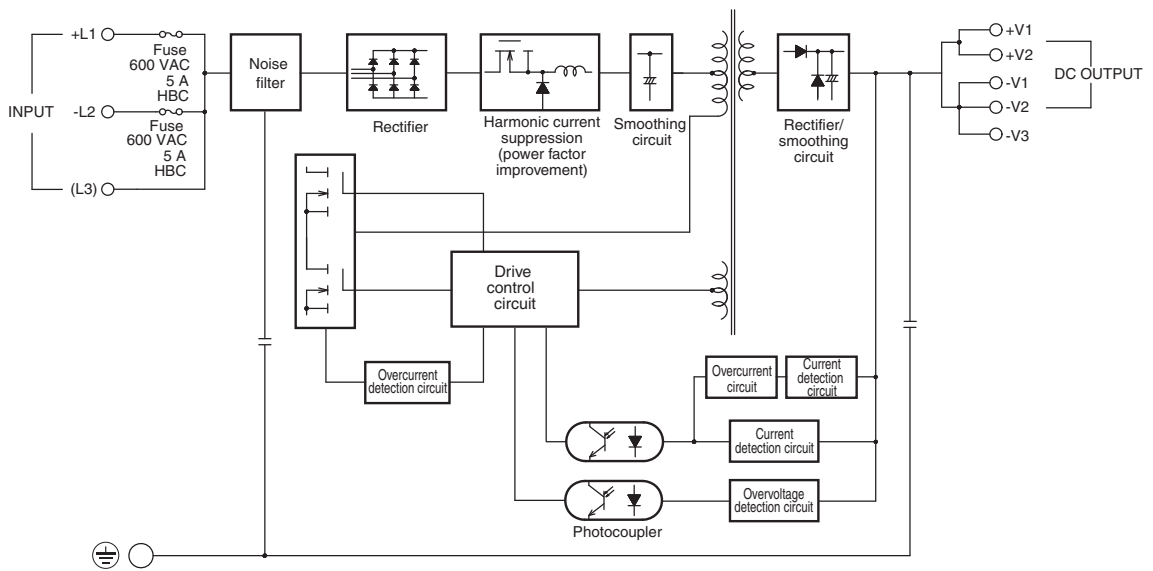 +L1
Fuse
600 VAC
5 A
HBC
INPUT
-L2
Fuse
600 VAC
5 A
HBC
(L3)
Noise
filter
Rectifier
Harmonic current
suppression
(power factor
improvement)
Smoothing
circuit
Rectifier/
smoothing
circuit
+V1
+V2
-V1
-V2
-V3
DC OUTPUT
Drive
control
circuit
Overcurrent
detection circuit
Overcurrent
circuit
Current
detection
circuit
Current
detection circuit
Overvoltage
detection circuit
Photocoupler